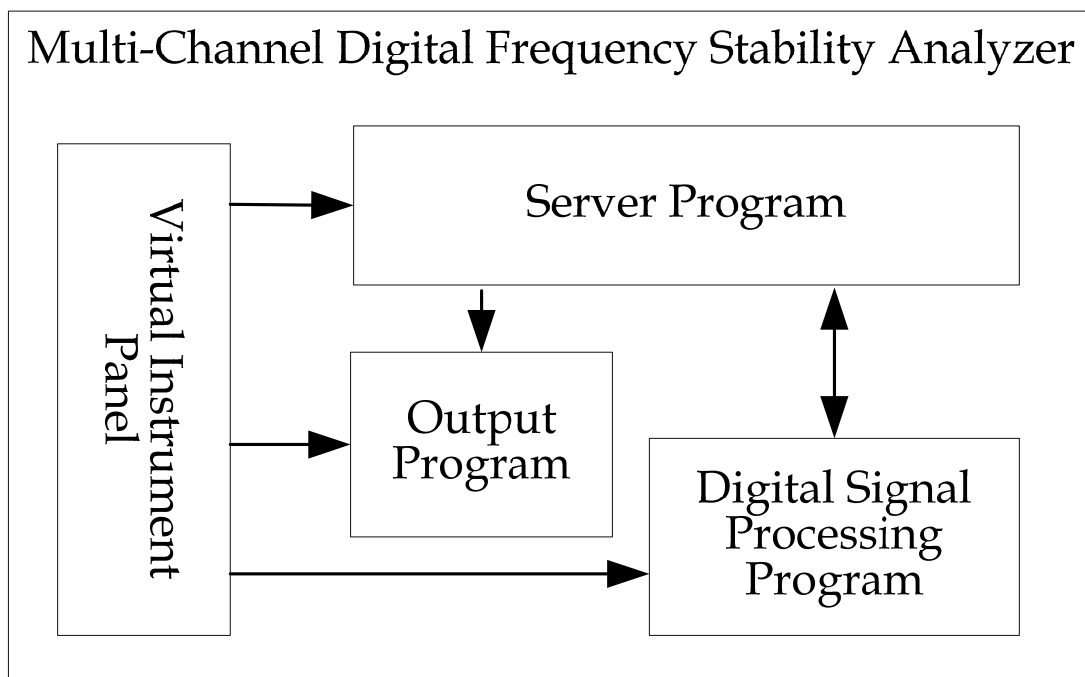 Multi-Channel Digital Frequency Stability Analyzer
Virtual Instrument
Panel
Server Program
Output
Program
Digital Signal
Processing
Program